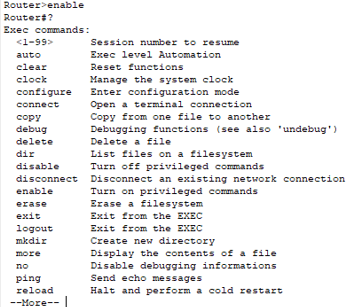 Router>enable
Router#?
Exec commands:
  <1-99>      Session number to resume
  auto        Exec level Automation
  clear       Reset functions
  clock       Manage the system clock
  configure   Enter configuration mode
  connect     Open a terminal connection
  copy        Copy from one file to another
  debug       Debugging functions (see also 'undebug')
  delete      Delete a file
  dir         List files on a filesystem
  disable     Turn off privileged commands
  disconnect  Disconnect an existing network connection
  enable      Turn on privileged commands
  erase       Erase a filesystem
  exit        Exit from the EXEC
  logout      Exit from the EXEC
  mkdir       Create new directory
  more        Display the contents of a file
  no          Disable debugging informations
  ping        Send echo messages
  reload      Halt and perform a cold restart
 --More--